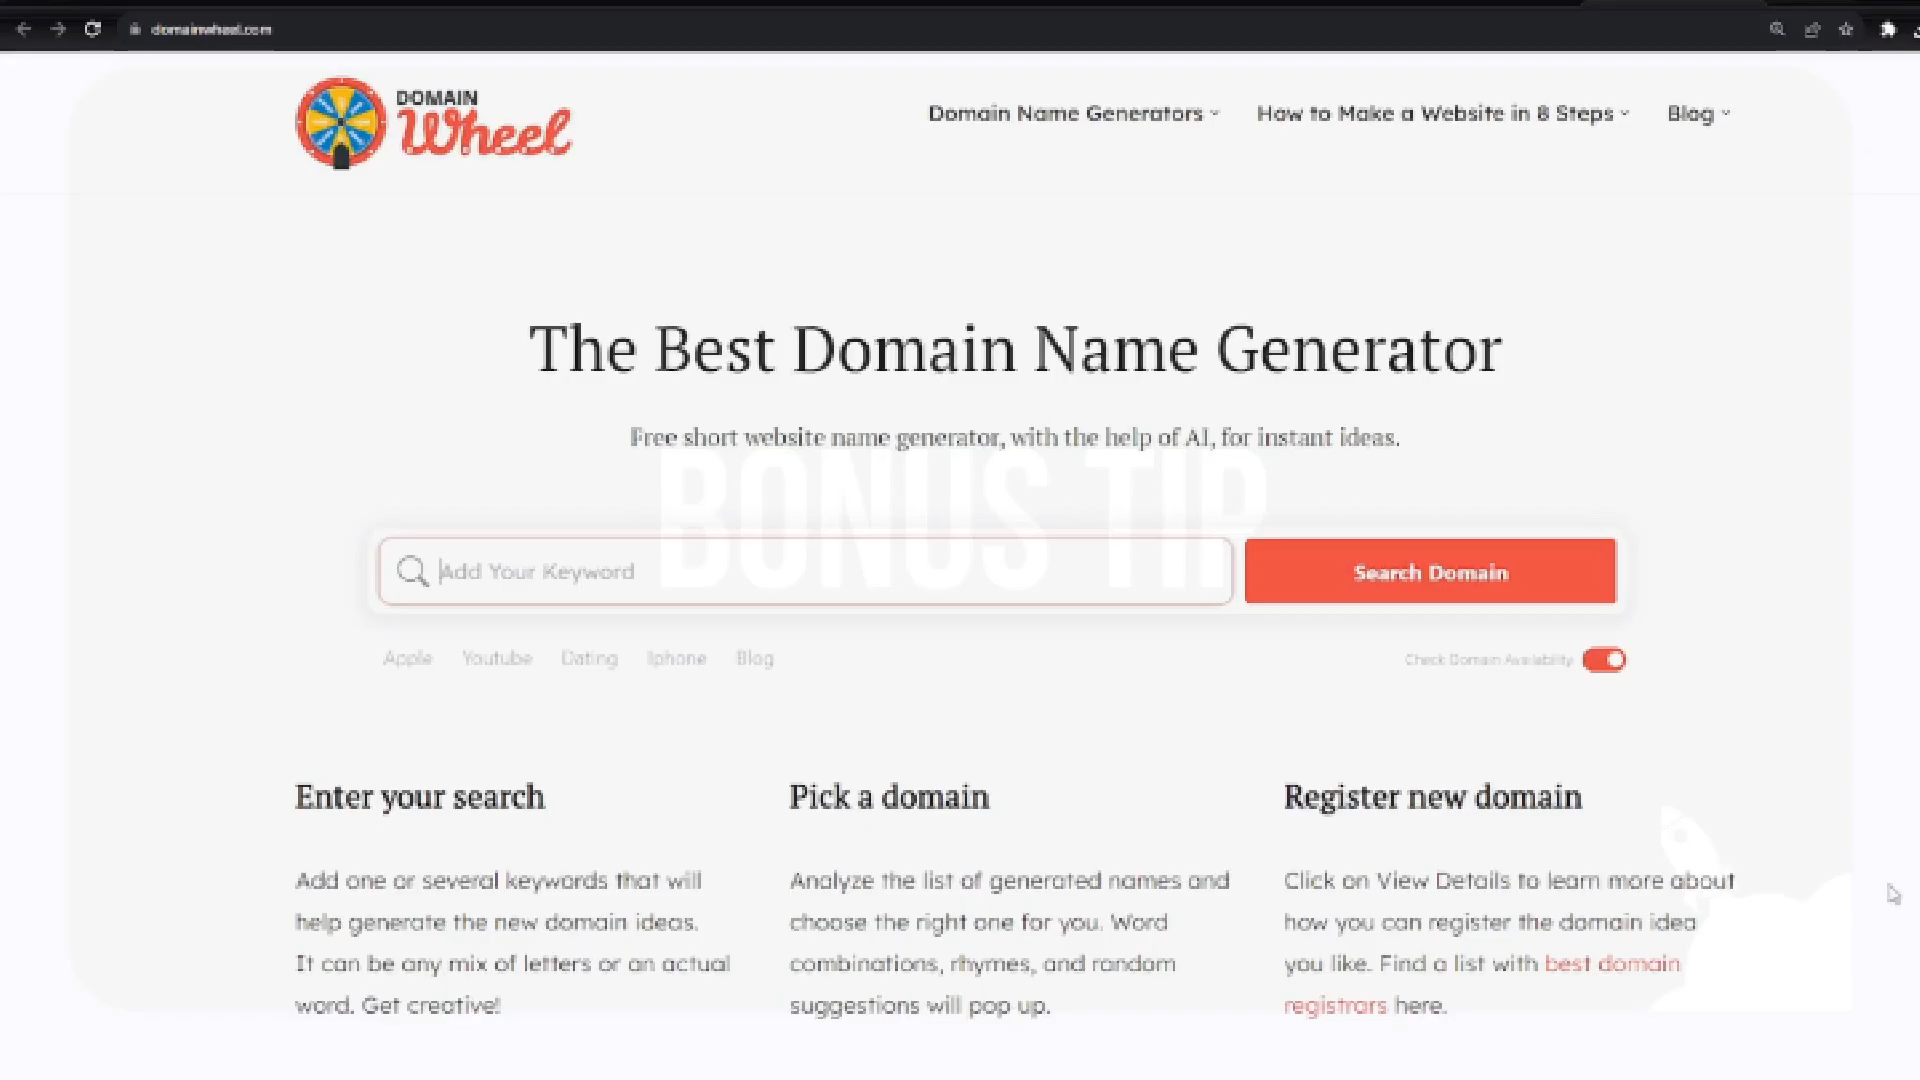 domainwheel.com
DOMAIN
Wheel
Domain Name Generators
How to Make a Website in 8 Steps
Blog
The Best Domain Name Generator
Free short website name generator, with the help of AI, for instant ideas.
BONUS TIP
Add Your Keyword
Search Domain
Apple Youtube Dating Iphone Blog
Check Domain Availability
Enter your search
Add one or several keywords that will
help generate the new domain ideas.
It can be any mix of letters or an actual
word. Get creative!
Pick a domain
Analyze the list of generated names and
choose the right one for you. Word
combinations, rhymes, and random
suggestions will pop up.
Register new domain
Click on View Details to learn more about
how you can register the domain idea
you like. Find a list with best domain
registrars here.